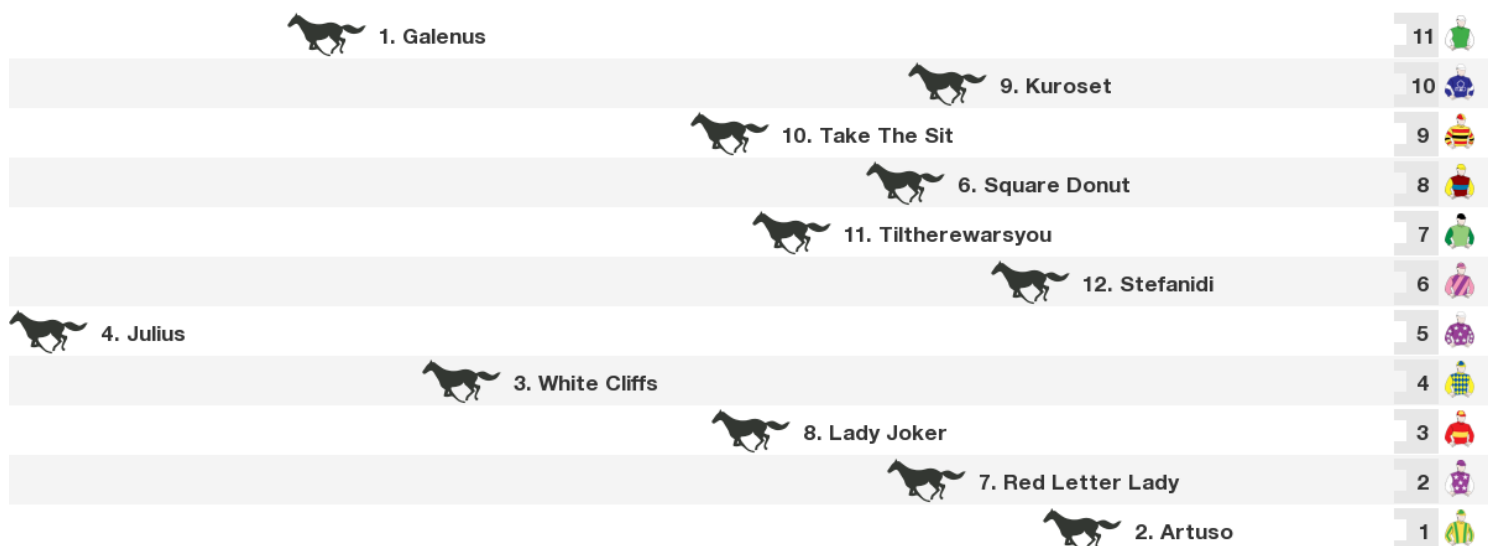 1. Galenus 11
9. Kuroset 10
10. Take The Sit 9
6. Square Donut 8
11. Tiltherewarsyou 7
12. Stefanidi 6
4. Julius 5
3. White Cliffs 4
8. Lady Joker 3
7. Red Letter Lady 2
2. Artuso 1